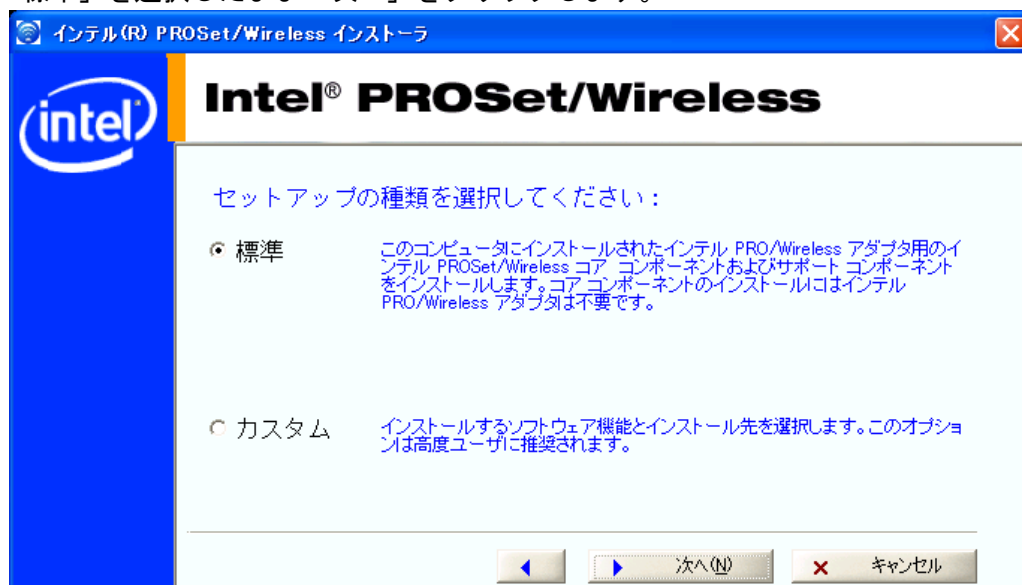 インテル(R) PROSet/Wireless インストーラ
intel
Intel® PROSet/Wireless
セットアップの種類を選択してください：
標準
このコンピュータにインストールされたインテル PRO/Wireless アダプタ用のイ
ンテル PROSet/Wireless コア コンポーネントおよびサポート コンポーネント
をインストールします。コア コンポーネントのインストールにはインテル
PRO/Wireless アダプタは不要です。
カスタム
インストールするソフトウェア機能とインストール先を選択します。このオプショ
ンは高度ユーザに推奨されます。
次へ(N)
キャンセル